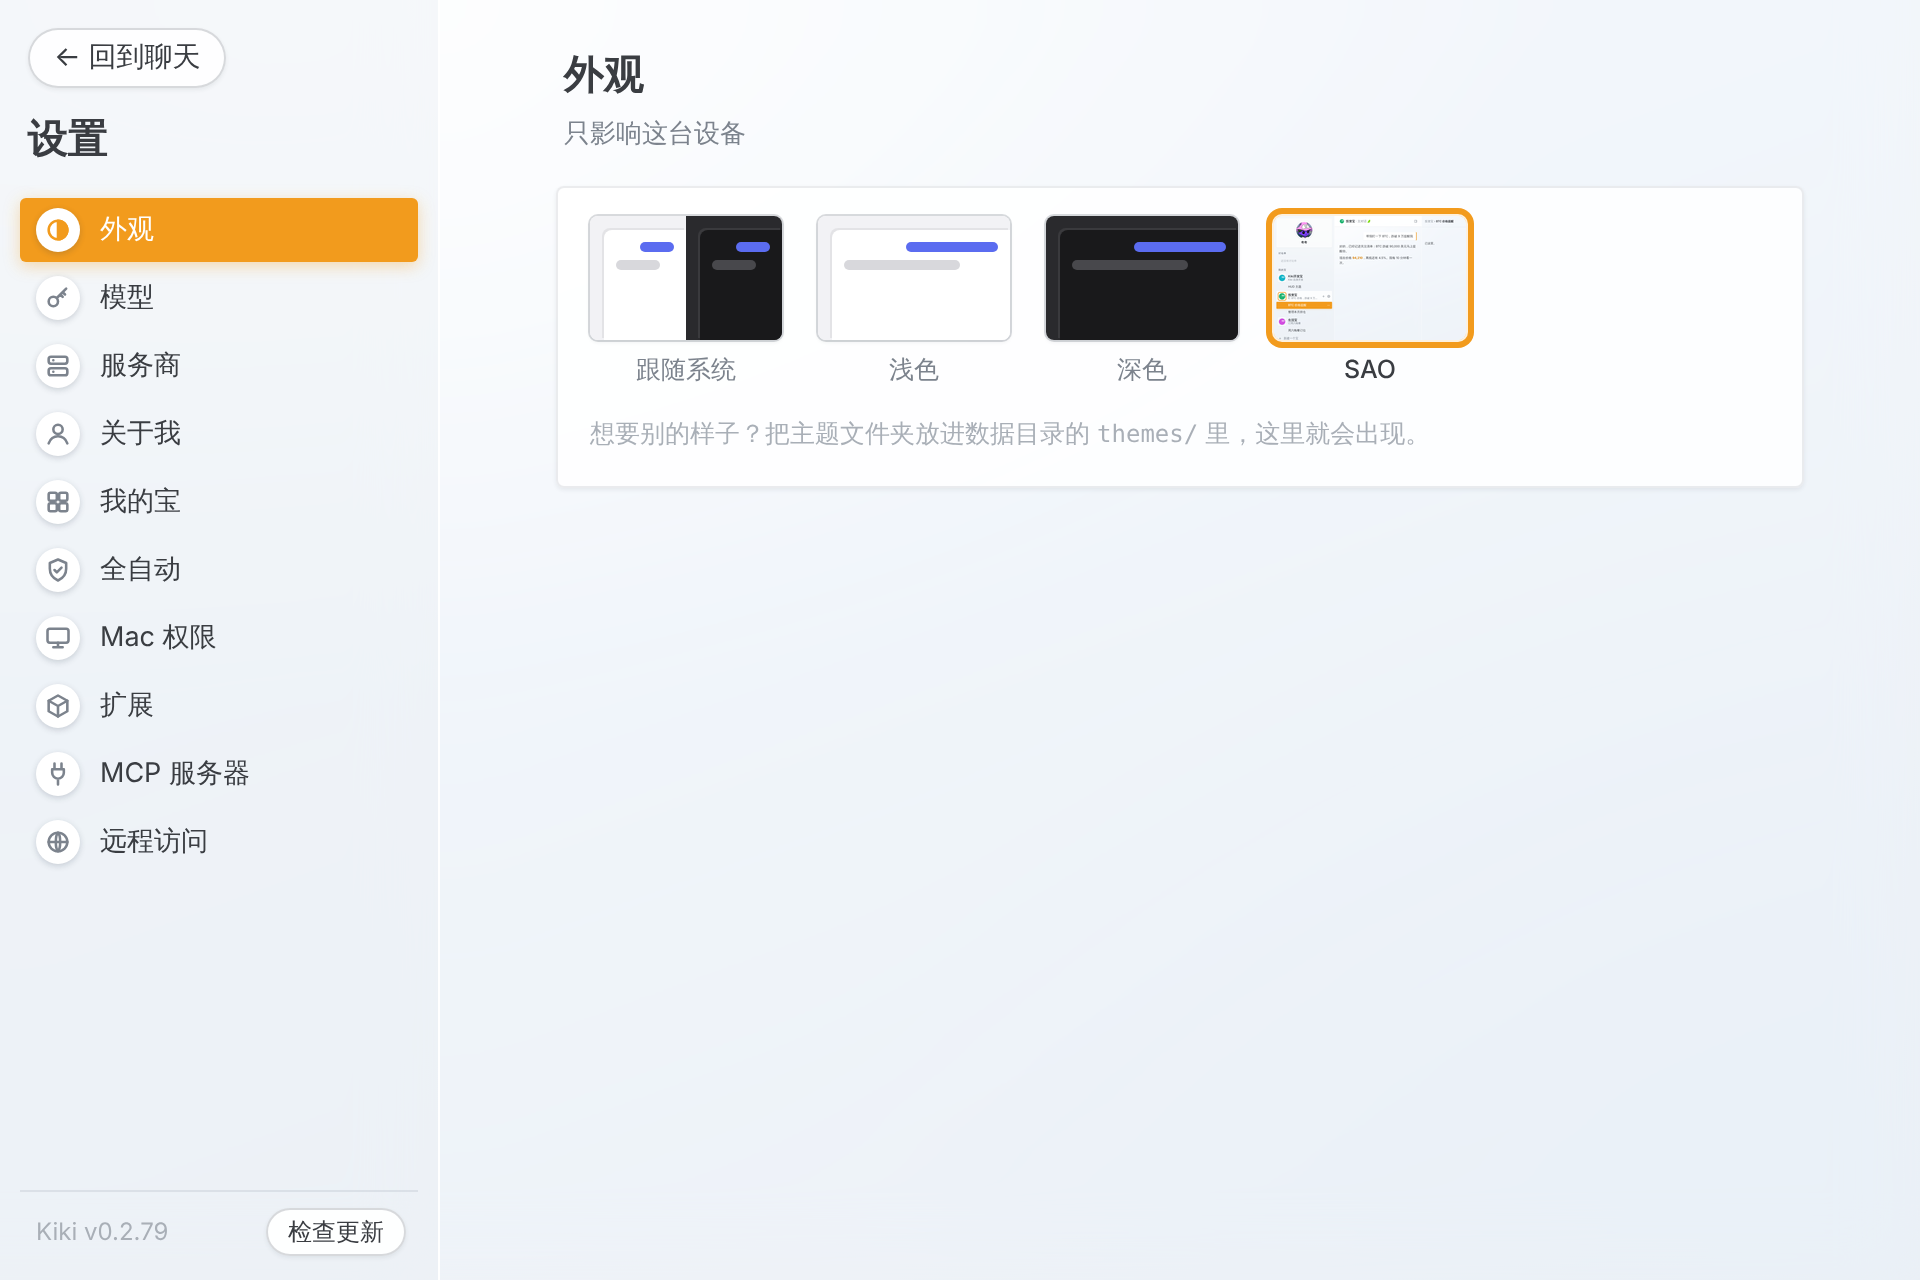 回到聊天
设置
外观
模型
服务商
关于我
我的宝
全自动
Mac 权限
扩展
MCP 服务器
远程访问
Kiki v0.2.79
检查更新
外观
只影响这台设备
跟随系统
浅色
深色
SAO
想要别的样子？把主题文件夹放进数据目录的 themes/ 里，这里就会出现。